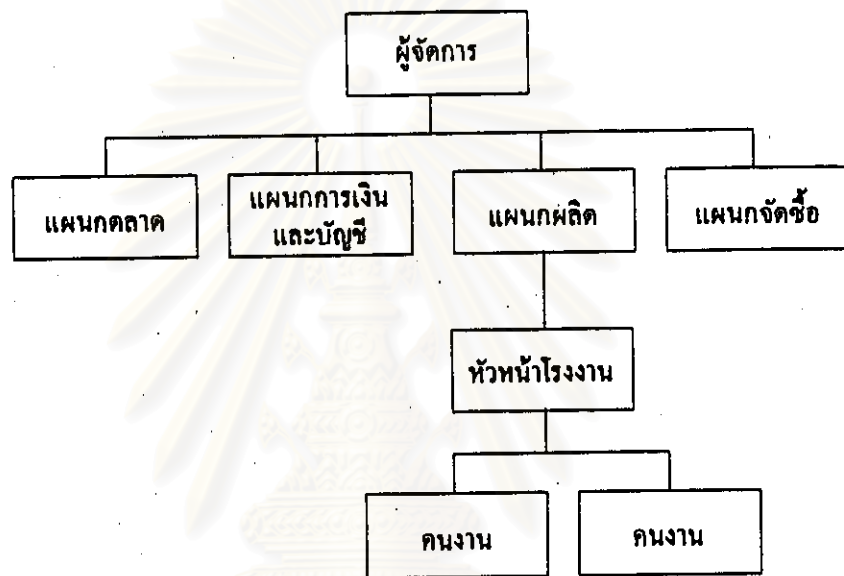 ผู้จัดการ
แผนกตลาด
แผนกการเงิน
และบัญชี
แผนกผลิต
แผนกจัดซื้อ
หัวหน้าโรงงาน
คนงาน
คนงาน